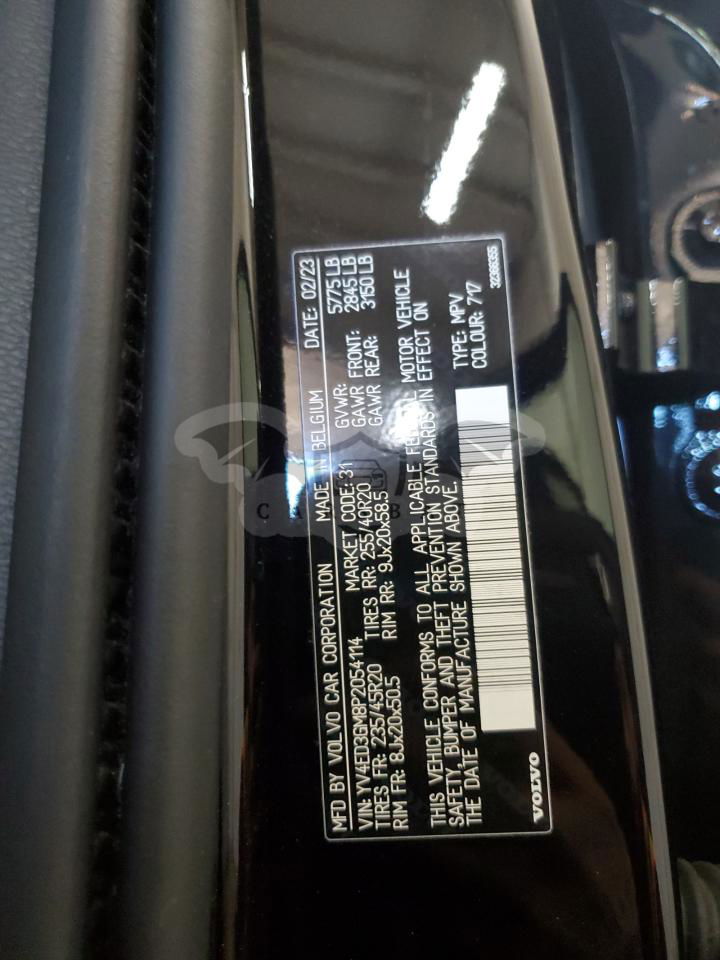 MFD BY VOLVO CAR CORPORATION MADE IN BELGIUM DATE: 02/23
VIN: YV4ED3GM8P2054114 MARKET CODE: 31 GVWR: 5775 LB
TIRES FR: 235/45R20 TIRES RR: 255/40R20 GAWR FRONT: 2845 LB
RIM FR: 8Jx20x50.5 RIM RR: 9Jx20x58.5 GAWR REAR: 3150 LB
THIS VEHICLE CONFORMS TO ALL APPLICABLE FEDERAL MOTOR VEHICLE
SAFETY, BUMPER AND THEFT PREVENTION STANDARDS IN EFFECT ON
THE DATE OF MANUFACTURE SHOWN ABOVE.
TYPE: MPV
COLOUR: 717
VOLVO
32366355